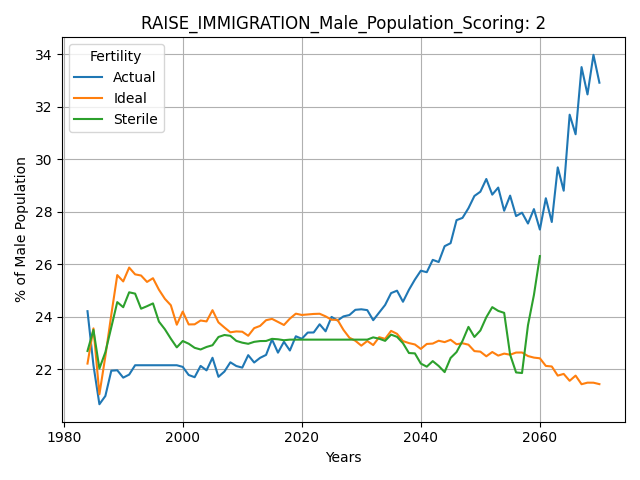 RAISE_IMMIGRATION_Male_Population_Scoring: 2
Fertility
Actual
Ideal
Sterile
% of Male Population
34
32
30
28
26
24
22
1980 2000 2020 2040 2060
Years